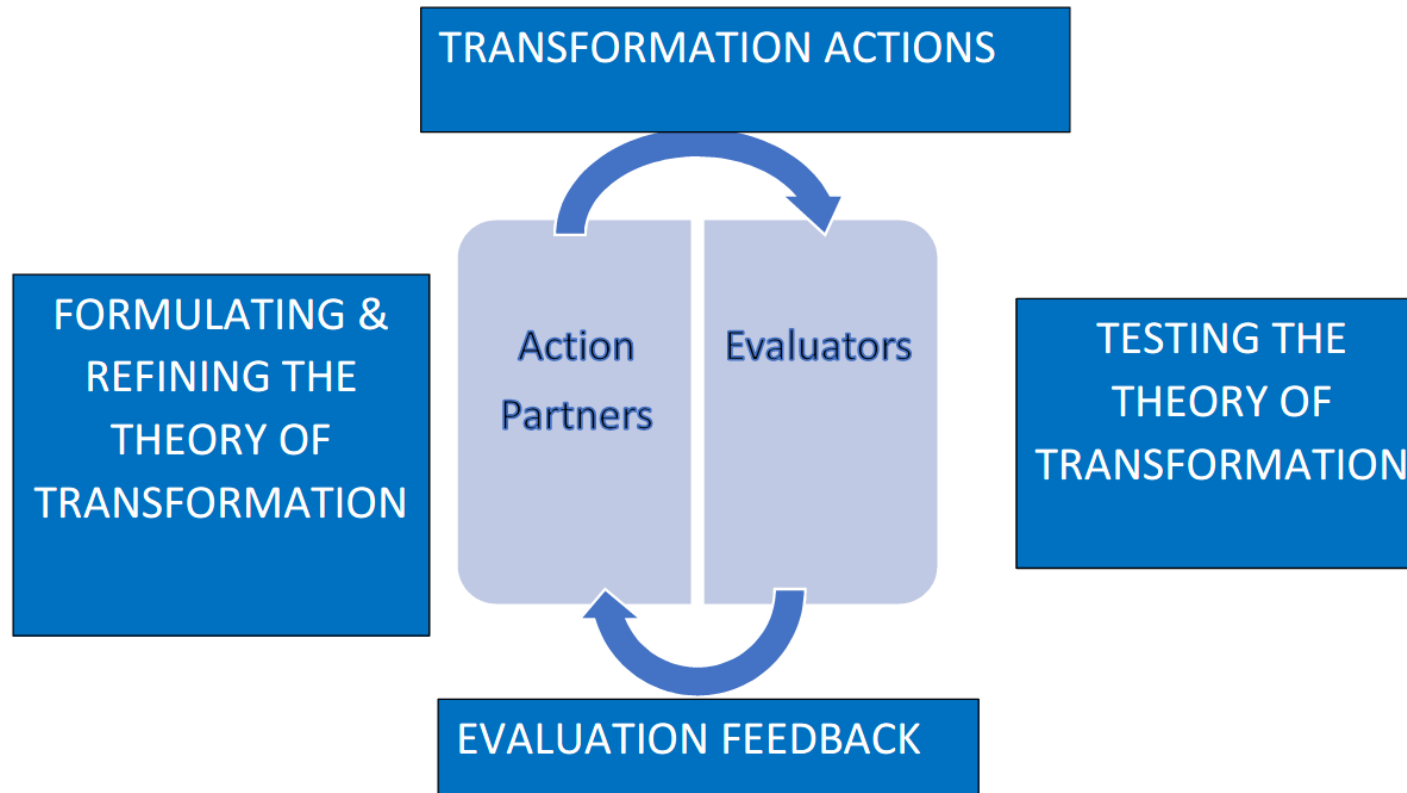 TRANSFORMATION ACTIONS
FORMULATING &
REFINING THE
THEORY OF
TRANSFORMATION
Action
Partners
Evaluators
TESTING THE
THEORY OF
TRANSFORMATION
EVALUATION FEEDBACK